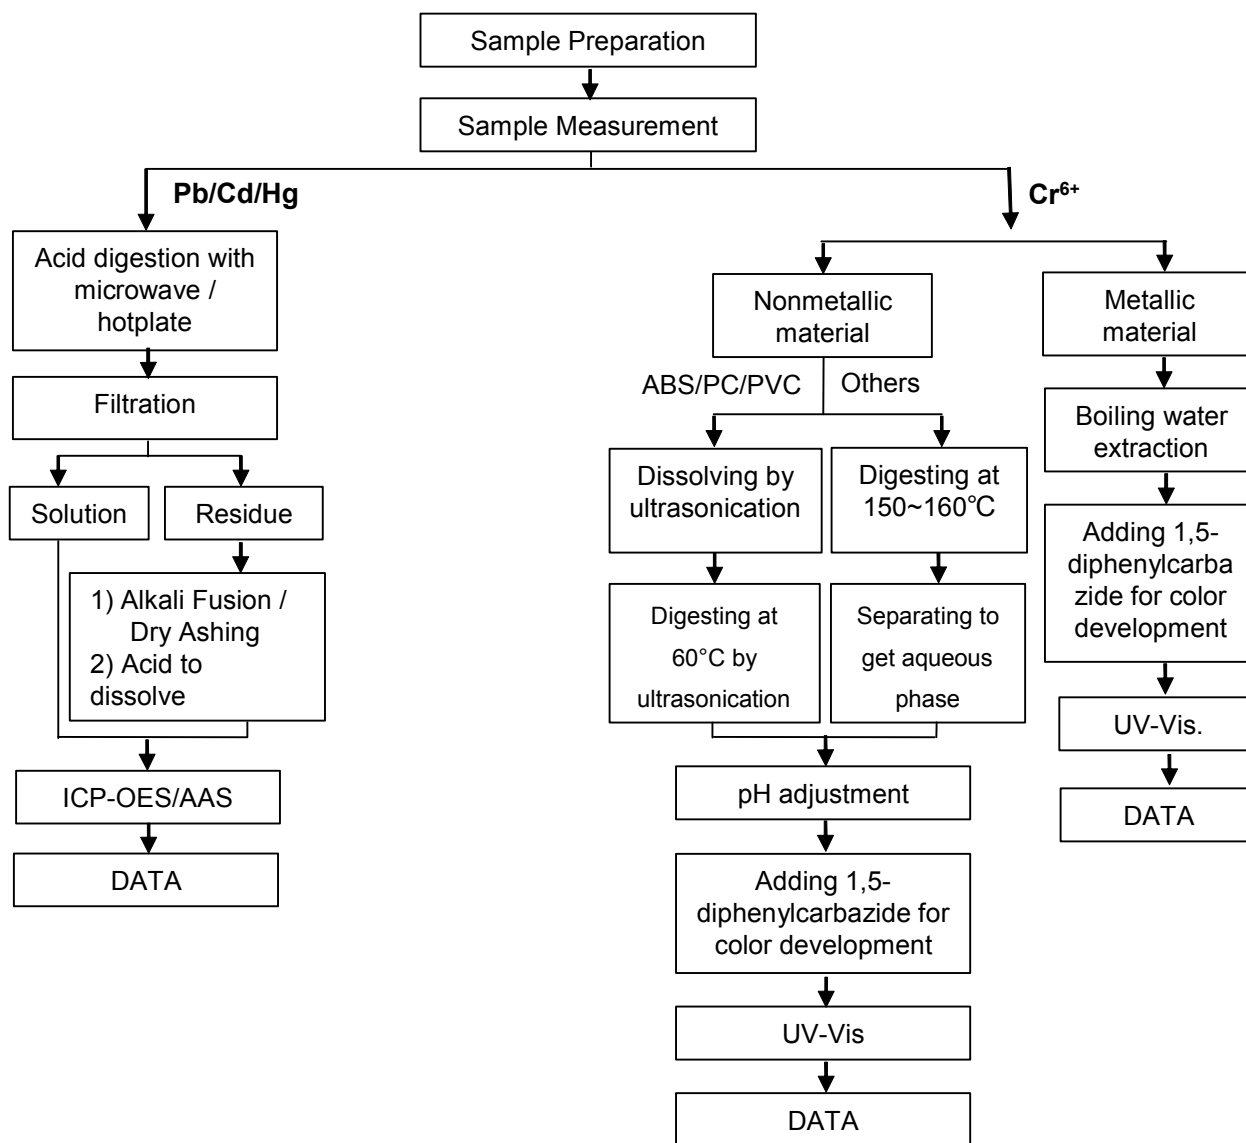 Sample Preparation
Sample Measurement
Pb/Cd/Hg
Acid digestion with
microwave /
hotplate
Filtration
Solution
Residue
1) Alkali Fusion /
Dry Ashing
2) Acid to
dissolve
ICP-OES/AAS
DATA
Cr⁶⁺
Nonmetallic
material
ABS/PC/PVC
Others
Dissolving by
ultrasonication
Digesting at
60°C by
ultrasonication
Digesting at
150~160℃
Separating to
get aqueous
phase
pH adjustment
Adding 1,5-
diphenylcarbazide for
color development
UV-Vis
DATA
Metallic
material
Boiling water
extraction
Adding 1,5-
diphenylcarba
zide for color
development
UV-Vis.
DATA